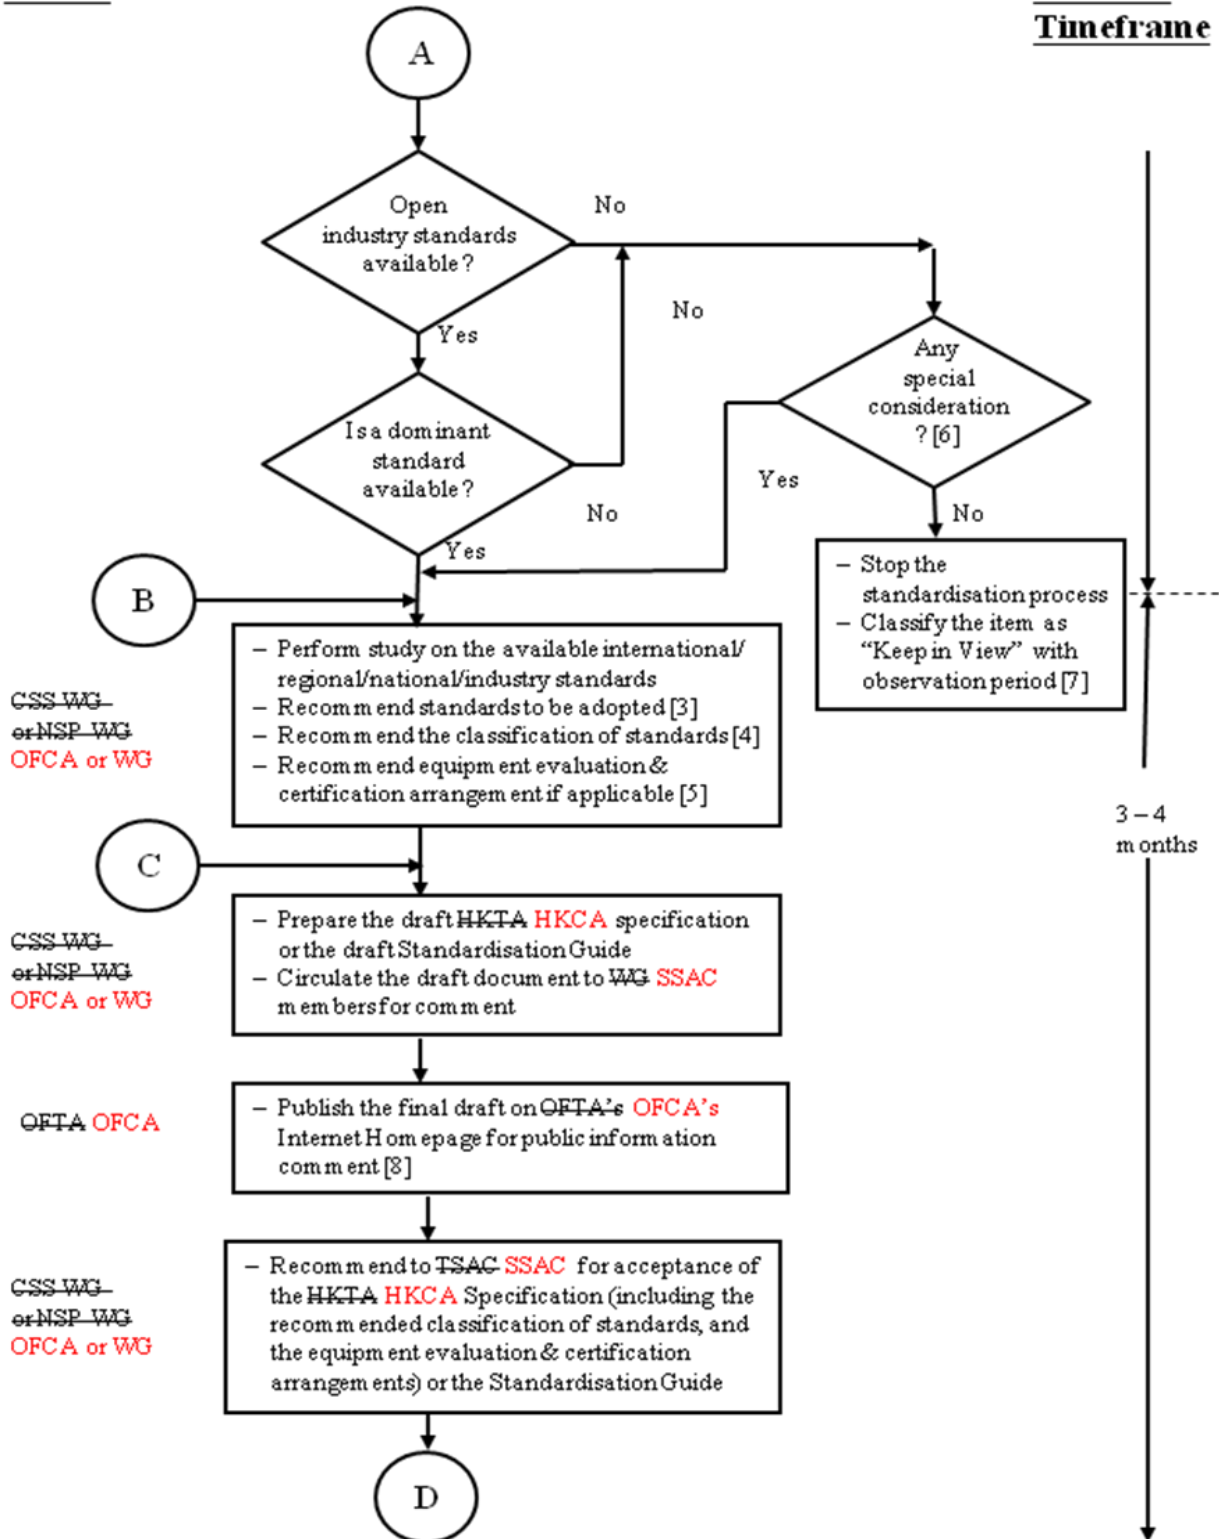 Timeframe
A
Open
industry standards
available?
No
No
Yes
Any
special
consideration
? [6]
Is a dominant
standard
available?
Yes
No
No
Yes
– Stop the
standardisation process
– Classify the item as
“Keep in View” with
observation period [7]
B
– Perform study on the available international/
regional/national/industry standards
– Recommend standards to be adopted [3]
– Recommend the classification of standards [4]
– Recommend equipment evaluation &
certification arrangement if applicable [5]
CSS WG
or NSP WG
OFCA or WG
3 – 4
months
C
– Prepare the draft HKTA HKCA specification
or the draft Standardisation Guide
– Circulate the draft document to WG SSAC
members for comment
CSS WG
or NSP WG
OFCA or WG
OFTA OFCA
– Publish the final draft on OFTA’s OFCA’s
Internet Homepage for public information
comment [8]
– Recommend to TSAC SSAC for acceptance of
the HKTA HKCA Specification (including the
recommended classification of standards, and
the equipment evaluation & certification
arrangements) or the Standardisation Guide
CSS WG
or NSP WG
OFCA or WG
D